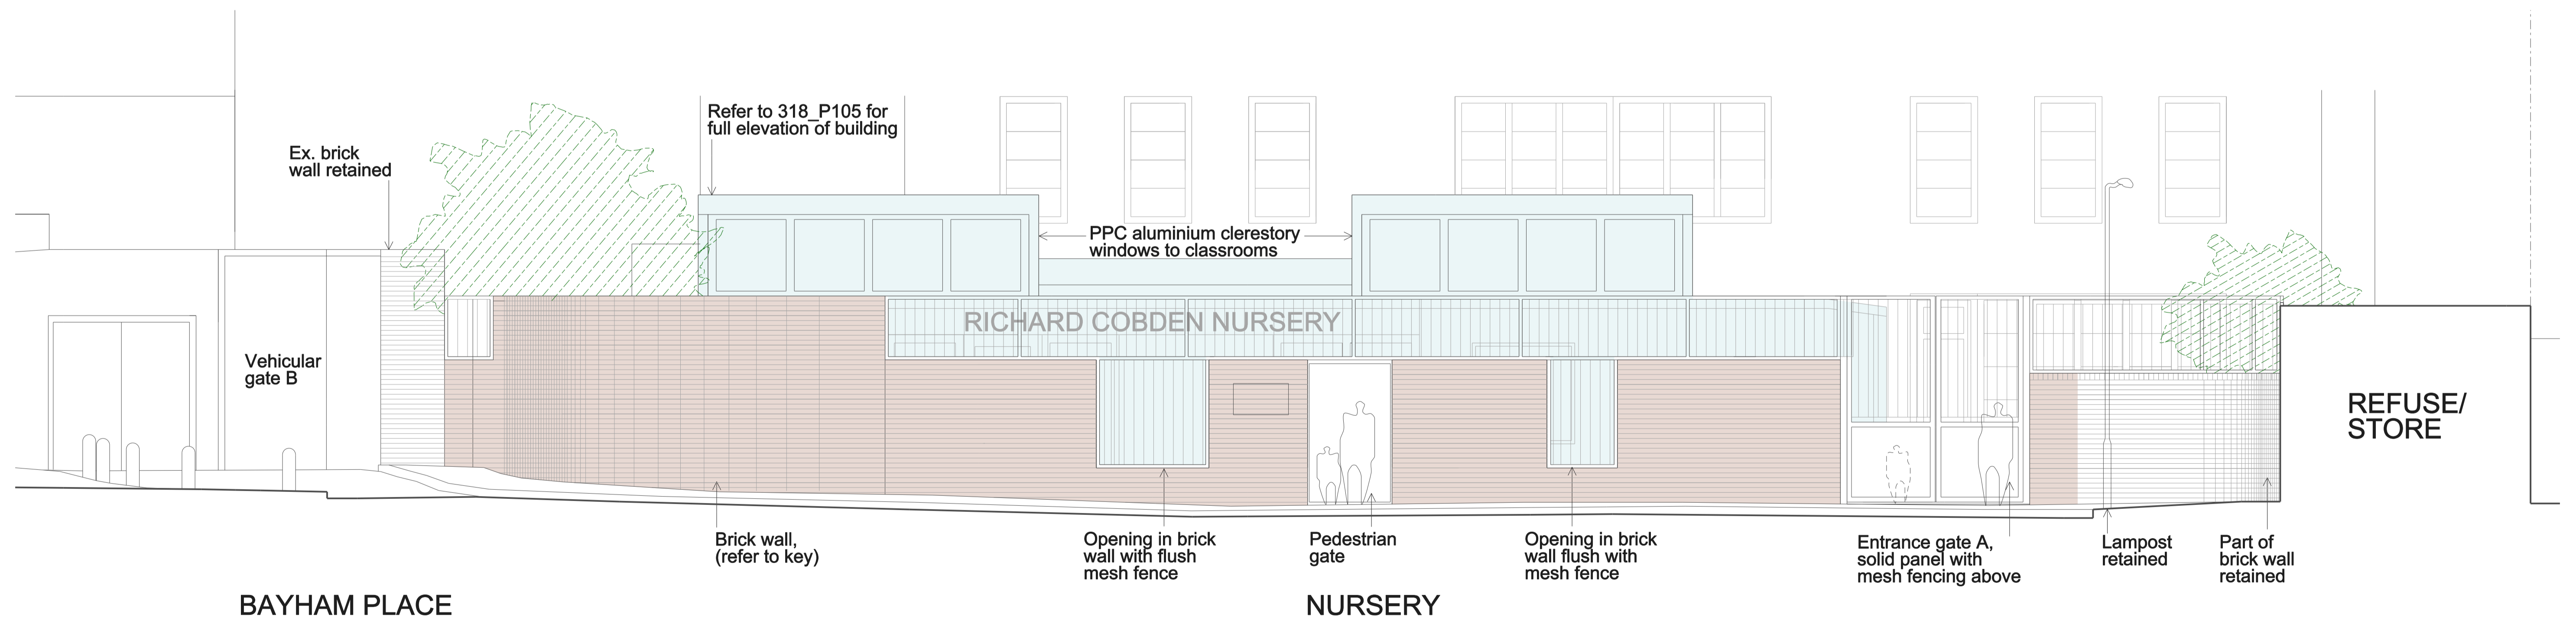 Refer to 318_P105 for
full elevation of building
Ex. brick
wall retained
PPC aluminium clerestory
windows to classrooms
RICHARD COBDEN NURSERY
Vehicular
gate B
REFUSE/
STORE
Brick wall,
(refer to key)
Opening in brick
wall with flush
mesh fence
Pedestrian
gate
Opening in brick
wall flush with
mesh fence
Entrance gate A,
solid panel with
mesh fencing above
Lampost
retained
Part of
brick wall
retained
BAYHAM PLACE
NURSERY